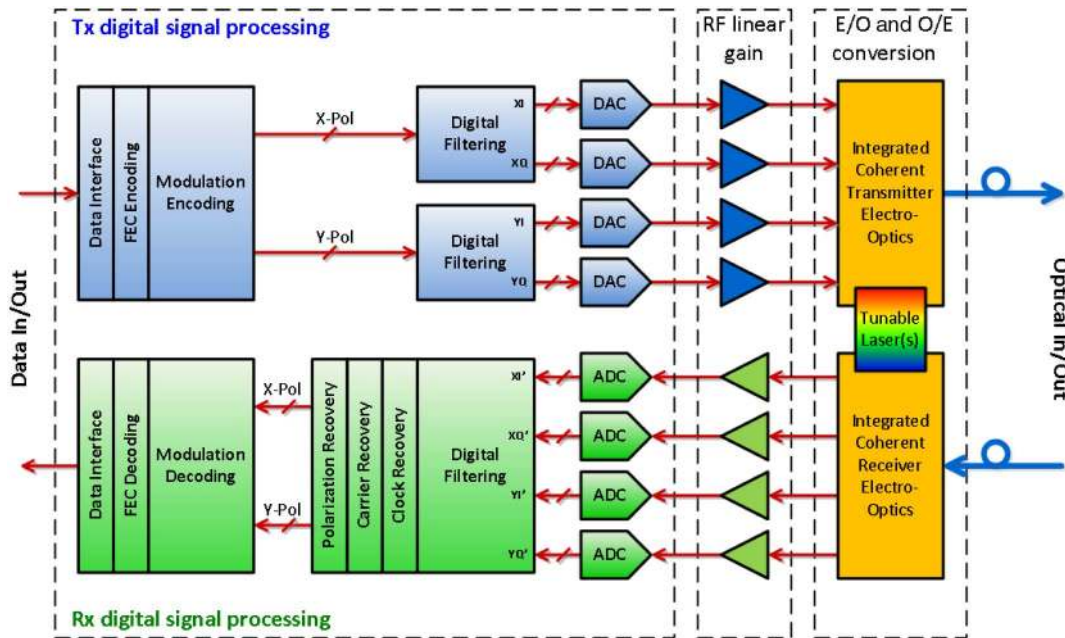 Tx digital signal processing
RF linear
gain
E/O and O/E
conversion
Data Interface
FEC Encoding
Modulation
Encoding
X-Pol
Y-Pol
Digital
Filtering
XI
XQ
Digital
Filtering
YI
YQ
DAC
DAC
DAC
DAC
Integrated
Coherent
Transmitter
Electro-
Optics
Tunable
Laser(s)
Data In/Out
Optical In/Out
Data Interface
FEC Decoding
Modulation
Decoding
X-Pol
Y-Pol
Polarization Recovery
Carrier Recovery
Clock Recovery
Digital
Filtering
XI'
XQ'
YI'
YQ'
ADC
ADC
ADC
ADC
Integrated
Coherent
Receiver
Electro-
Optics
Rx digital signal processing